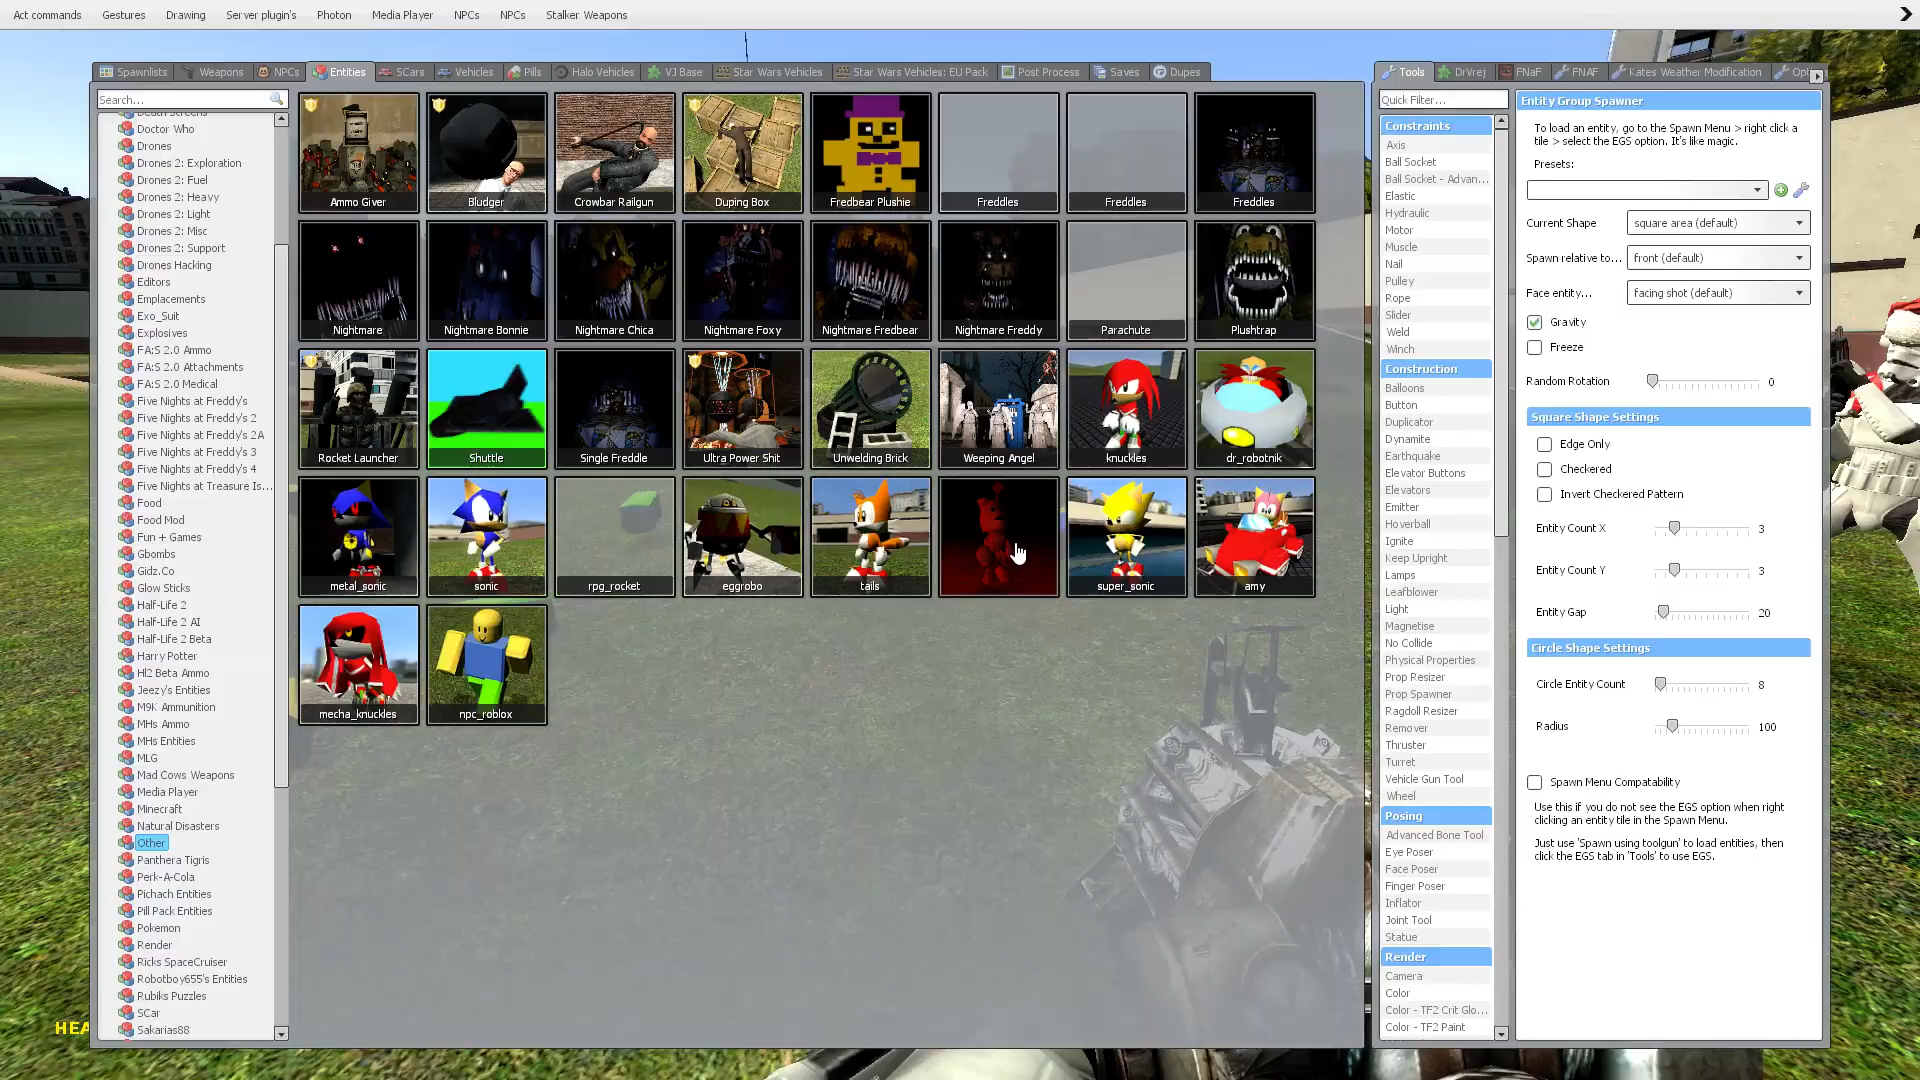 Act commands Gestures Drawing Server plugin's Photon Media Player NPCs NPCs Stalker Weapons
Spawnlists Weapons NPCs Entities SCars Vehicles Pills Halo Vehicles VJ Base Star Wars Vehicles Star Wars Vehicles: EU Pack Post Process Saves Dupes
Search...
Death Screens
Doctor Who
Drones
Drones 2: Exploration
Drones 2: Fuel
Drones 2: Heavy
Drones 2: Light
Drones 2: Misc
Drones 2: Support
Drones Hacking
Editors
Emplacements
Exo_Suit
Explosives
FA:S 2.0 Ammo
FA:S 2.0 Attachments
FA:S 2.0 Medical
Five Nights at Freddy's
Five Nights at Freddy's 2
Five Nights at Freddy's 2A
Five Nights at Freddy's 3
Five Nights at Freddy's 4
Five Nights at Treasure Is...
Food
Food Mod
Fun + Games
Gbombs
Gidz.Co
Glow Sticks
Half-Life 2
Half-Life 2 AI
Half-Life 2 Beta
Harry Potter
Hl2 Beta Ammo
Jeezy's Entities
M9K Ammunition
MHs Ammo
MHs Entities
MLG
Mad Cows Weapons
Media Player
Minecraft
Natural Disasters
Other
Panthera Tigris
Perk-A-Cola
Pichach Entities
Pill Pack Entities
Pokemon
Render
Ricks SpaceCruiser
Robotboy655's Entities
Rubiks Puzzles
SCar
Sakarias88
Ammo Giver Bludger Crowbar Railgun Duping Box Fredbear Plushie Freddles Freddles Freddles
Nightmare Nightmare Bonnie Nightmare Chica Nightmare Foxy Nightmare Fredbear Nightmare Freddy Parachute Plushtrap
Rocket Launcher Shuttle Single Freddle Ultra Power Shit Unwelding Brick Weeping Angel knuckles dr_robotnik
metal_sonic sonic rpg_rocket eggrobo tails super_sonic amy
mecha_knuckles npc_roblox
HEA
Tools DrVrej FNaF FNAF Kates Weather Modification Opti
Quick Filter...
Constraints
Axis
Ball Socket
Ball Socket - Advan...
Elastic
Hydraulic
Motor
Muscle
Nail
Pulley
Rope
Slider
Weld
Winch
Construction
Balloons
Button
Duplicator
Dynamite
Earthquake
Elevator Buttons
Elevators
Emitter
Hoverball
Ignite
Keep Upright
Lamps
Leafblower
Light
Magnetise
No Collide
Physical Properties
Prop Resizer
Prop Spawner
Ragdoll Resizer
Remover
Thruster
Turret
Vehicle Gun Tool
Wheel
Posing
Advanced Bone Tool
Eye Poser
Face Poser
Finger Poser
Inflator
Joint Tool
Statue
Render
Camera
Color
Color - TF2 Crit Glo...
Color - TF2 Paint
Entity Group Spawner
To load an entity, go to the Spawn Menu > right click a
tile > select the EGS option. It's like magic.
Presets:
Current Shape square area (default)
Spawn relative to... front (default)
Face entity... facing shot (default)
Gravity
Freeze
Random Rotation 0
Square Shape Settings
Edge Only
Checkered
Invert Checkered Pattern
Entity Count X 3
Entity Count Y 3
Entity Gap 20
Circle Shape Settings
Circle Entity Count 8
Radius 100
Spawn Menu Compatability
Use this if you do not see the EGS option when right
clicking an entity tile in the Spawn Menu.
Just use 'Spawn using toolgun' to load entities, then
click the EGS tab in 'Tools' to use EGS.